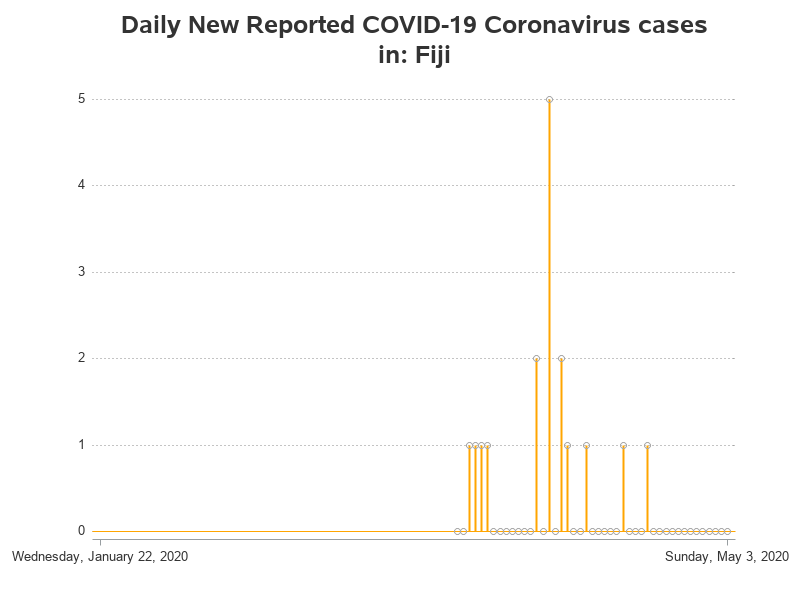 Daily New Reported COVID-19 Coronavirus cases
in: Fiji
5
4
3
2
1
0
Wednesday, January 22, 2020
Sunday, May 3, 2020